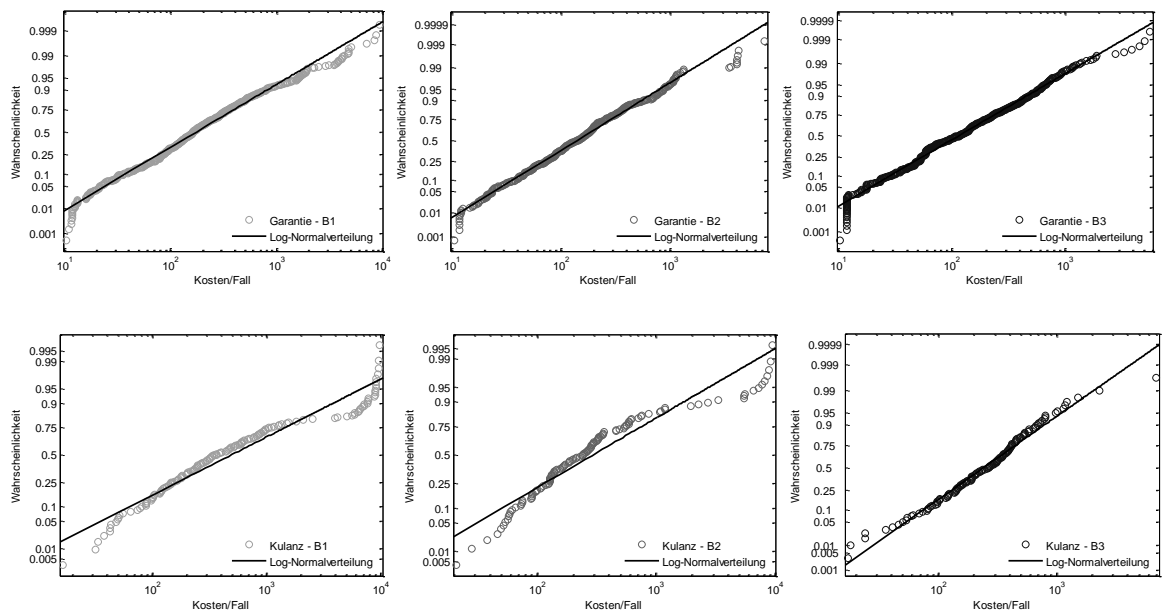 0.999
0.99
0.95
0.9
0.75
0.5
0.25
0.1
0.05
0.01
0.001
Wahrscheinlichkeit
Garantie - B1
Log-Normalverteilung
10^1 10^2 10^3 10^4
Kosten/Fall
0.9999
0.999
0.99
0.95
0.9
0.75
0.5
0.25
0.1
0.05
0.01
0.001
Wahrscheinlichkeit
Garantie - B2
Log-Normalverteilung
10^1 10^2 10^3
Kosten/Fall
0.9999
0.999
0.99
0.95
0.9
0.75
0.5
0.25
0.1
0.05
0.01
0.001
Wahrscheinlichkeit
Garantie - B3
Log-Normalverteilung
10^1 10^2 10^3
Kosten/Fall
0.995
0.99
0.95
0.9
0.75
0.5
0.25
0.1
0.05
0.01
0.005
Wahrscheinlichkeit
Kulanz - B1
Log-Normalverteilung
10^2 10^3 10^4
Kosten/Fall
0.995
0.99
0.95
0.9
0.75
0.5
0.25
0.1
0.05
0.01
0.005
Wahrscheinlichkeit
Kulanz - B2
Log-Normalverteilung
10^2 10^3 10^4
Kosten/Fall
0.9999
0.999
0.99
0.95
0.9
0.75
0.5
0.25
0.1
0.05
0.01
0.005
0.001
Wahrscheinlichkeit
Kulanz - B3
Log-Normalverteilung
10^2 10^3
Kosten/Fall